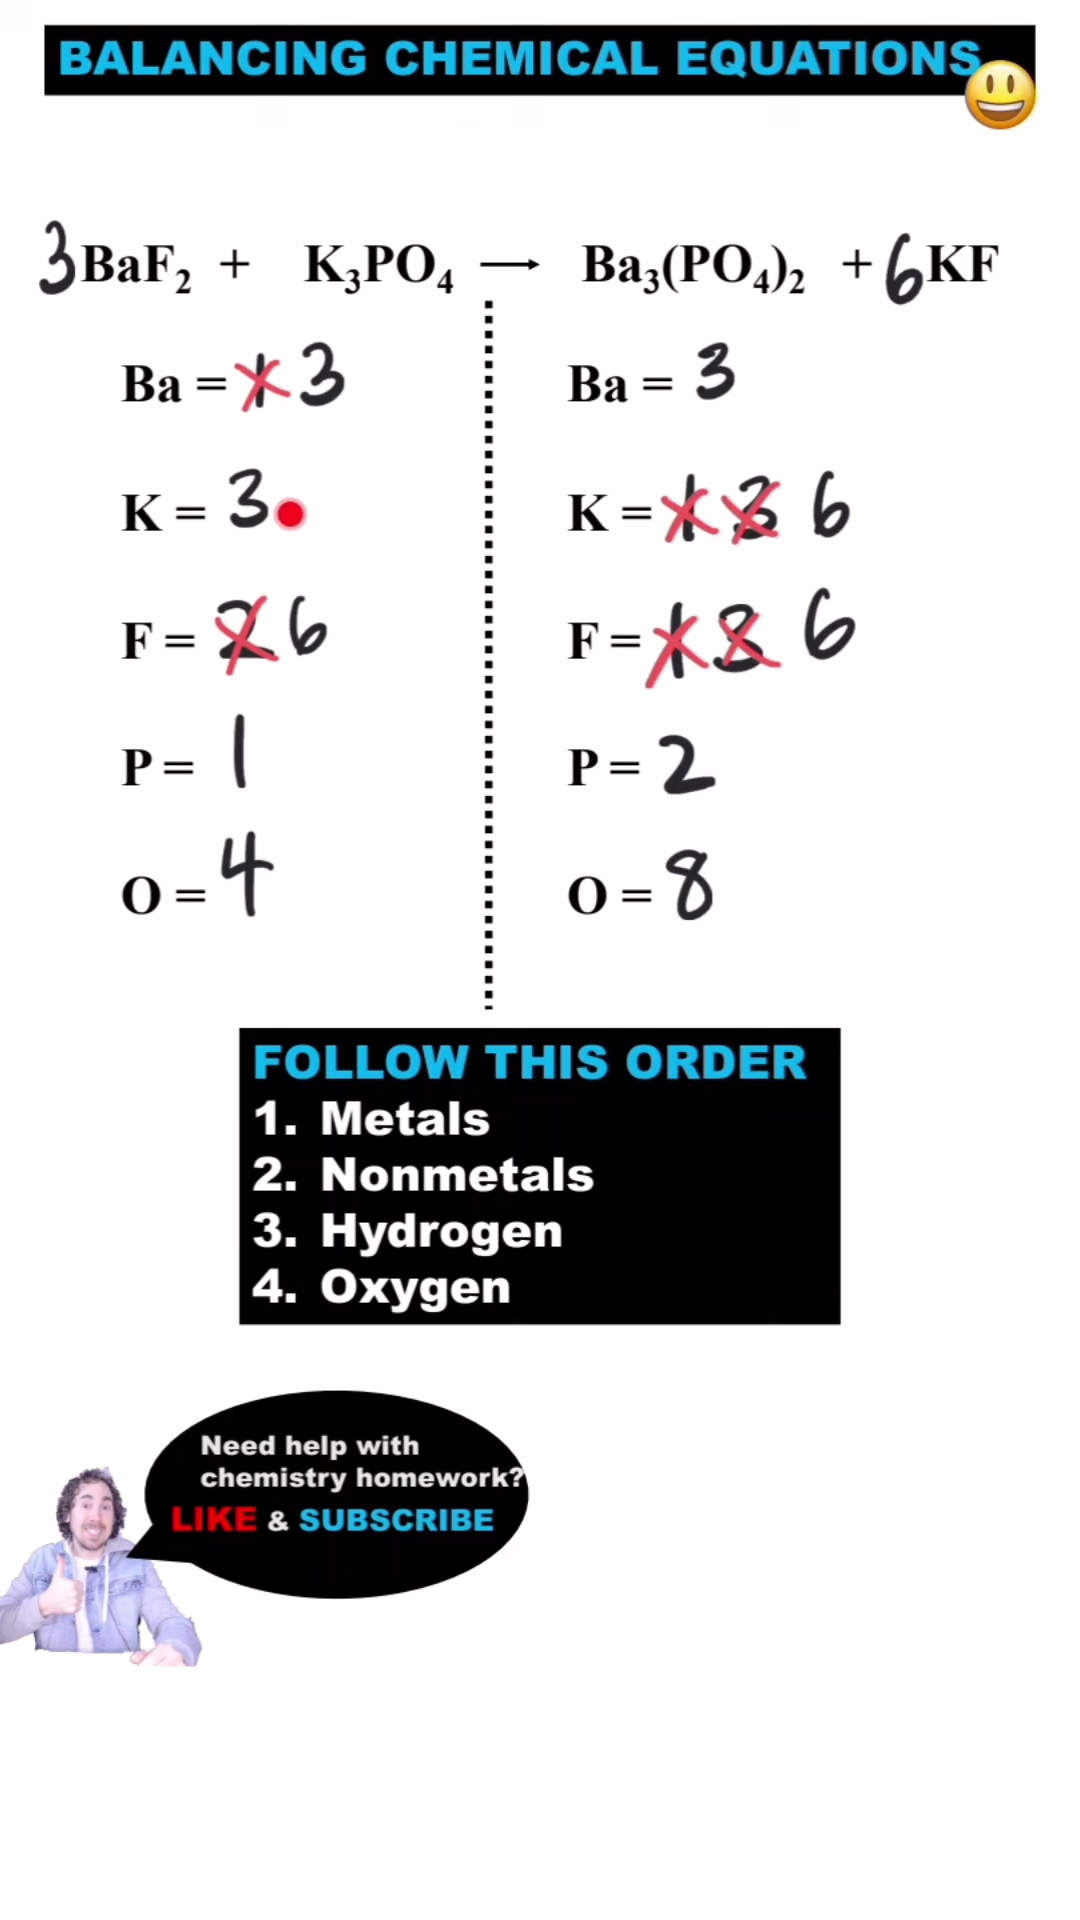 BALANCING CHEMICAL EQUATIONS
3BaF₂ + K₃PO₄ → Ba₃(PO₄)₂ + 6KF
Ba = 1 3
K = 3
F = 2 6
P = 1
O = 4
Ba = 3
K = 1 3 6
F = 1 3 6
P = 2
O = 8
FOLLOW THIS ORDER
1. Metals
2. Nonmetals
3. Hydrogen
4. Oxygen
Need help with
chemistry homework?
LIKE & SUBSCRIBE